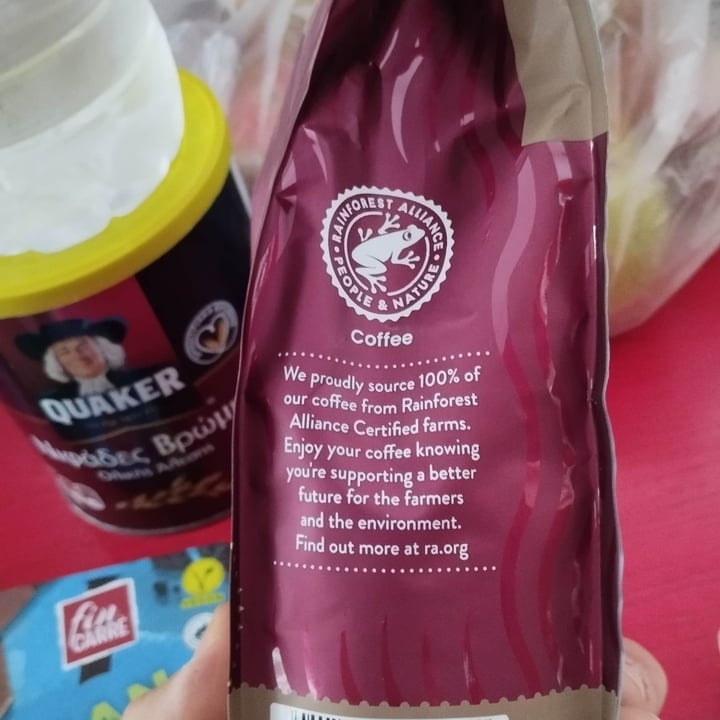 RAINFOREST ALLIANCE
PEOPLE & NATURE
Coffee
We proudly source 100% of
our coffee from Rainforest
Alliance Certified farms.
Enjoy your coffee knowing
you're supporting a better
future for the farmers
and the environment.
Find out more at ra.org
QUAKER
Νιφάδες Βρώμ
Ολικής Άλεσης
fin
CARRE